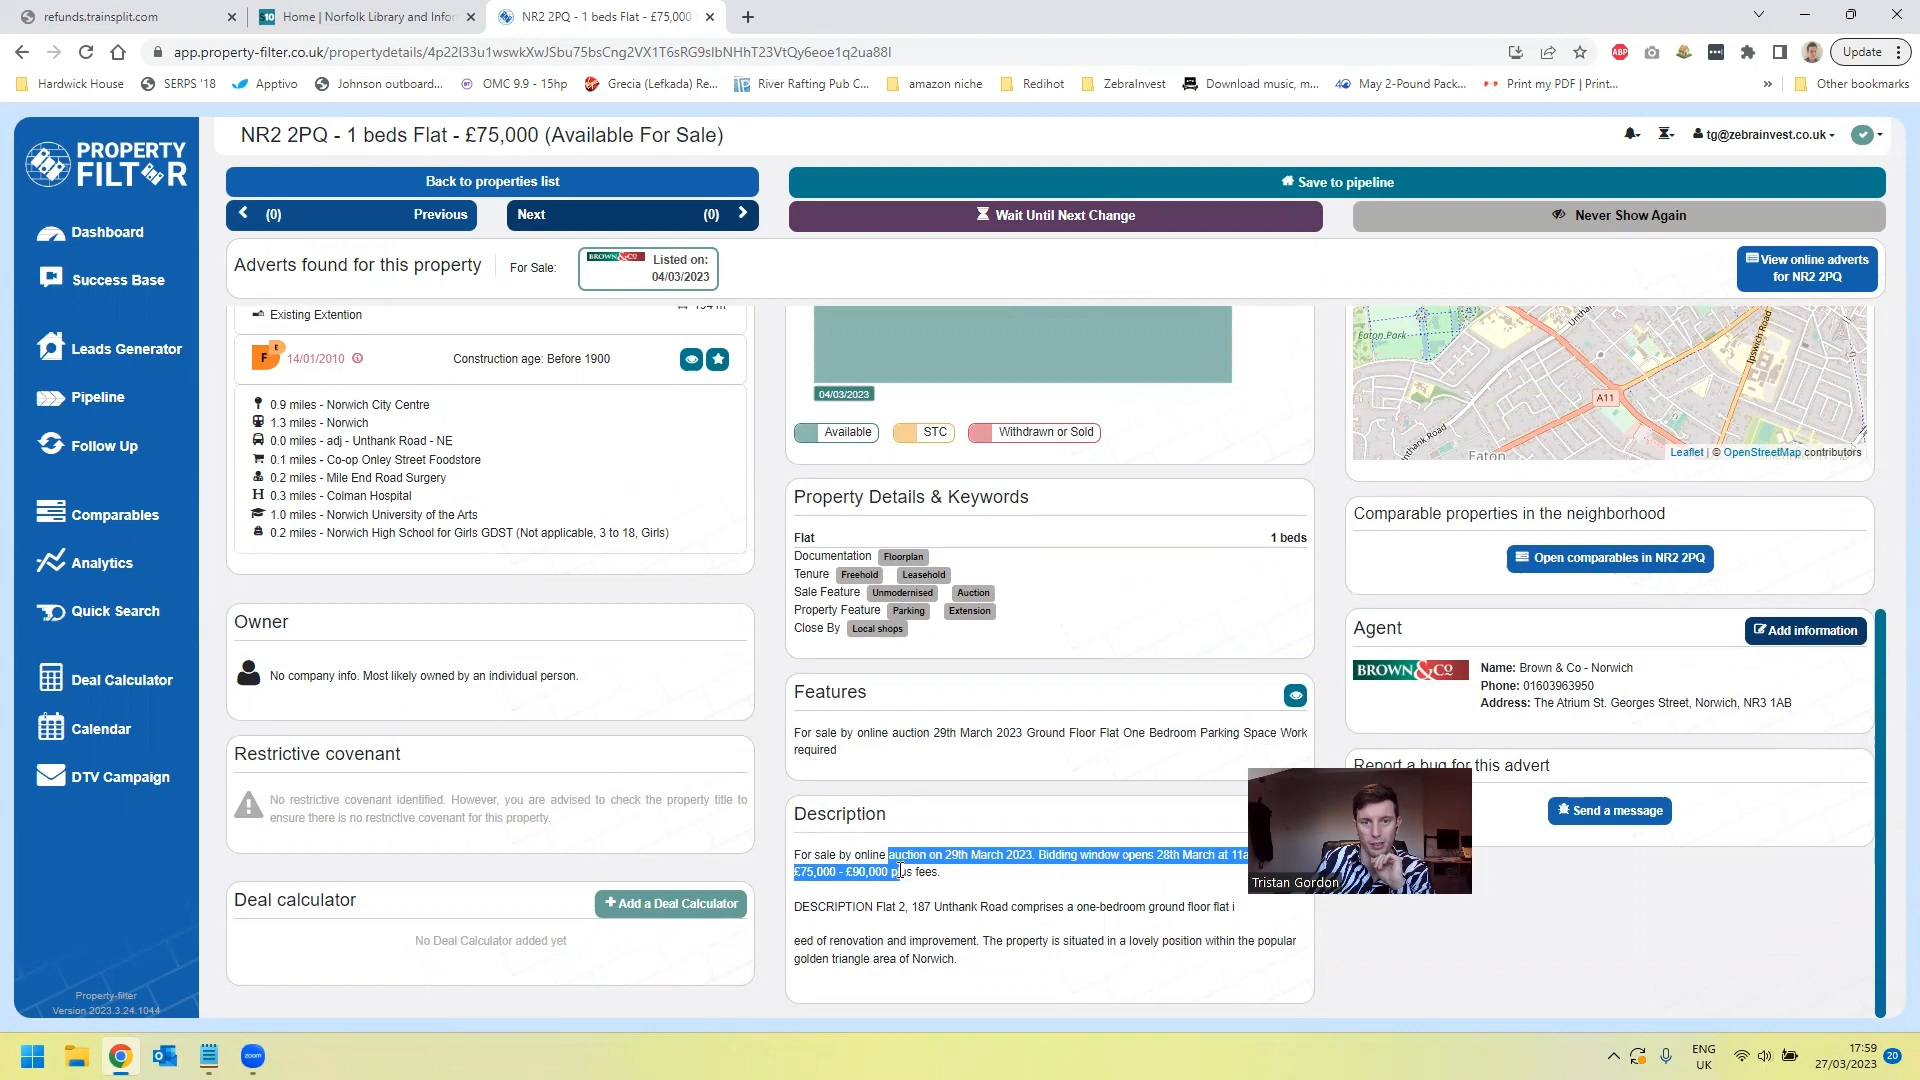 refunds.trainsplit.com
Home | Norfolk Library and Infor
NR2 2PQ - 1 beds Flat - £75,000
app.property-filter.co.uk/propertydetails/4p22l33u1wswkXwJSbu75bsCng2VX1T6sRG9slbNHhT23VtQy6eoe1q2ua88l
Update
Hardwick House
SERPS '18
Apptivo
Johnson outboard...
OMC 9.9 - 15hp
Grecia (Lefkada) Re...
River Rafting Pub C...
amazon niche
Redihot
ZebraInvest
Download music, m...
May 2-Pound Pack...
Print my PDF | Print...
»
Other bookmarks
PROPERTY
FILTER
NR2 2PQ - 1 beds Flat - £75,000 (Available For Sale)
tg@zebrainvest.co.uk
Back to properties list
Save to pipeline
(0) Previous
Next (0)
Wait Until Next Change
Never Show Again
Adverts found for this property
For Sale:
BROWN&CO
Listed on:
04/03/2023
View online adverts
for NR2 2PQ
Dashboard
Success Base
Leads Generator
Pipeline
Follow Up
Comparables
Analytics
Quick Search
Deal Calculator
Calendar
DTV Campaign
Property-filter
Version 2023.3.24.1044
Existing Extention
F
E
14/01/2010
Construction age: Before 1900
0.9 miles - Norwich City Centre
1.3 miles - Norwich
0.0 miles - adj - Unthank Road - NE
0.1 miles - Co-op Onley Street Foodstore
0.2 miles - Mile End Road Surgery
H 0.3 miles - Colman Hospital
1.0 miles - Norwich University of the Arts
0.2 miles - Norwich High School for Girls GDST (Not applicable, 3 to 18, Girls)
Owner
No company info. Most likely owned by an individual person.
Restrictive covenant
No restrictive covenant identified. However, you are advised to check the property title to
ensure there is no restrictive covenant for this property.
Deal calculator
Add a Deal Calculator
No Deal Calculator added yet
04/03/2023
Available
STC
Withdrawn or Sold
Property Details & Keywords
Flat 1 beds
Documentation Floorplan
Tenure Freehold Leasehold
Sale Feature Unmodernised Auction
Property Feature Parking Extension
Close By Local shops
Features
For sale by online auction 29th March 2023 Ground Floor Flat One Bedroom Parking Space Work
required
Description
For sale by online auction on 29th March 2023. Bidding window opens 28th March at 11a
£75,000 - £90,000 plus fees.
DESCRIPTION Flat 2, 187 Unthank Road comprises a one-bedroom ground floor flat i
eed of renovation and improvement. The property is situated in a lovely position within the popular
golden triangle area of Norwich.
Eaton Park
Ipswich Road
A11
Unthank Road
Eaton
Leaflet | © OpenStreetMap contributors
Comparable properties in the neighborhood
Open comparables in NR2 2PQ
Agent
Add information
BROWN&CO
Name: Brown & Co - Norwich
Phone: 01603963950
Address: The Atrium St. Georges Street, Norwich, NR3 1AB
Report a bug for this advert
Send a message
Tristan Gordon
zoom
ENG
UK
17:59
27/03/2023
20